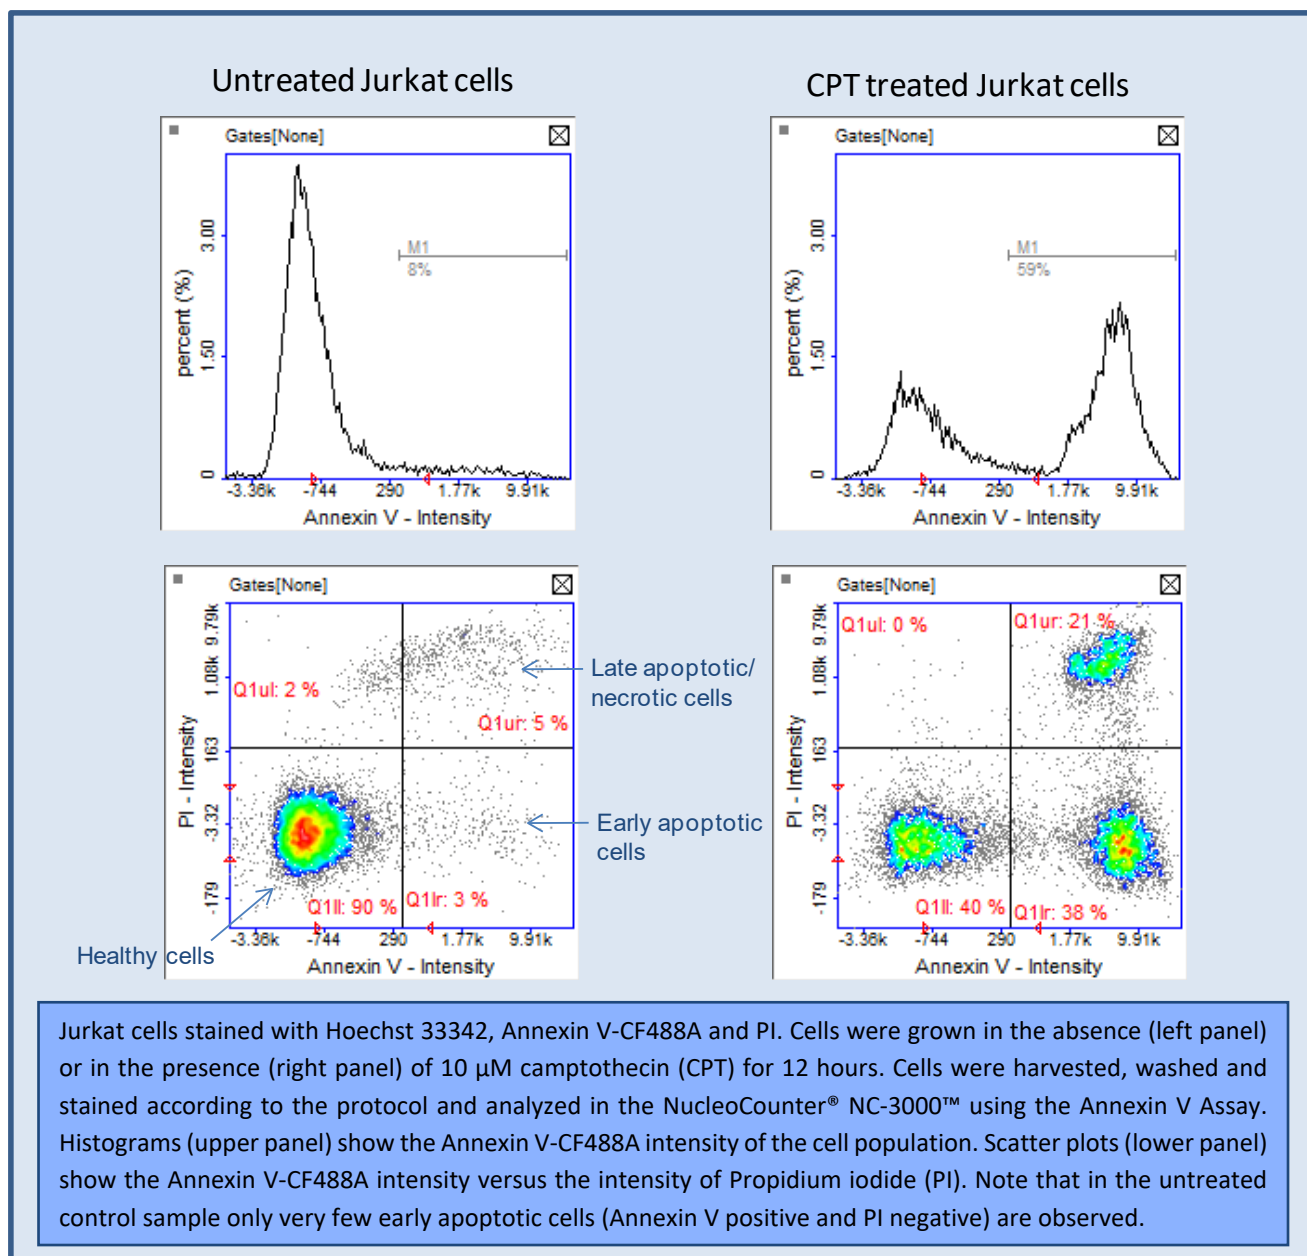 Untreated Jurkat cells
CPT treated Jurkat cells
Gates[None]
M1
8%
3.00
1.50
0
percent (%)
-3.36k -744 290 1.77k 9.91k
Annexin V - Intensity
Gates[None]
M1
59%
3.00
1.50
0
percent (%)
-3.36k -744 290 1.77k 9.91k
Annexin V - Intensity
Gates[None]
9.79k
1.08k
163
3.32
-179
PI - Intensity
Q1ul: 2 %
Q1ur: 5 %
Q1ll: 90 %
Q1lr: 3 %
-3.36k -744 290 1.77k 9.91k
Annexin V - Intensity
Late apoptotic/
necrotic cells
Early apoptotic
cells
Healthy cells
Gates[None]
9.79k
1.08k
163
3.32
-179
PI - Intensity
Q1ul: 0 %
Q1ur: 21 %
Q1ll: 40 %
Q1lr: 38 %
-3.36k -744 290 1.77k 9.91k
Annexin V - Intensity
Jurkat cells stained with Hoechst 33342, Annexin V-CF488A and PI. Cells were grown in the absence (left panel)
or in the presence (right panel) of 10 µM camptothecin (CPT) for 12 hours. Cells were harvested, washed and
stained according to the protocol and analyzed in the NucleoCounter® NC-3000™ using the Annexin V Assay.
Histograms (upper panel) show the Annexin V-CF488A intensity of the cell population. Scatter plots (lower panel)
show the Annexin V-CF488A intensity versus the intensity of Propidium iodide (PI). Note that in the untreated
control sample only very few early apoptotic cells (Annexin V positive and PI negative) are observed.